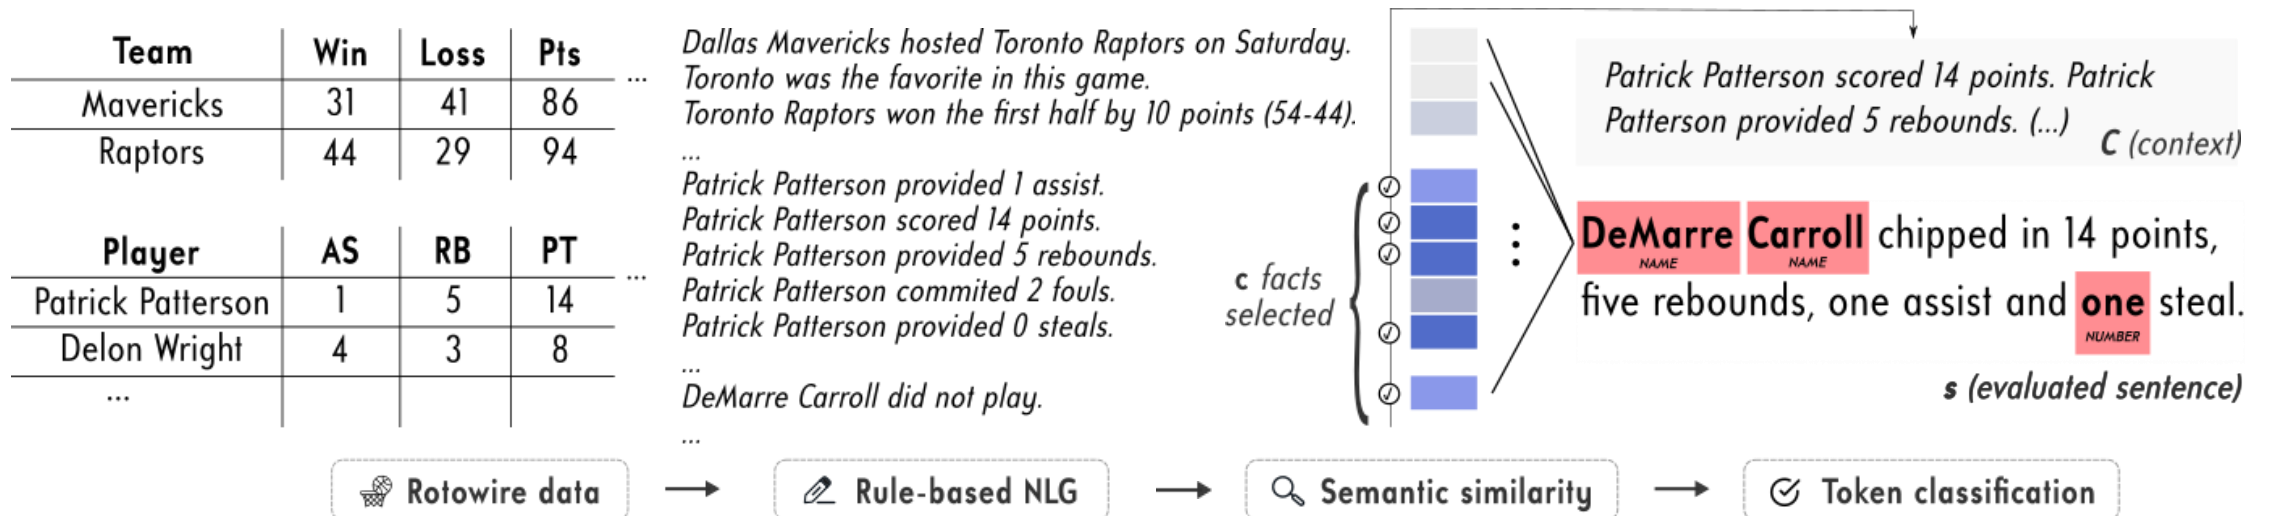 Team Win Loss Pts
Mavericks 31 41 86
Raptors 44 29 94
...
Player AS RB PT
Patrick Patterson 1 5 14
Delon Wright 4 3 8
...
...
Dallas Mavericks hosted Toronto Raptors on Saturday.
Toronto was the favorite in this game.
Toronto Raptors won the first half by 10 points (54-44).
...
Patrick Patterson provided 1 assist.
Patrick Patterson scored 14 points.
Patrick Patterson provided 5 rebounds.
Patrick Patterson commited 2 fouls.
Patrick Patterson provided 0 steals.
...
DeMarre Carroll did not play.
...
c facts
selected
Patrick Patterson scored 14 points. Patrick
Patterson provided 5 rebounds. (...)
C (context)
DeMarre Carroll chipped in 14 points,
NAME NAME
five rebounds, one assist and one steal.
NUMBER
s (evaluated sentence)
Rotowire data
Rule-based NLG
Semantic similarity
Token classification